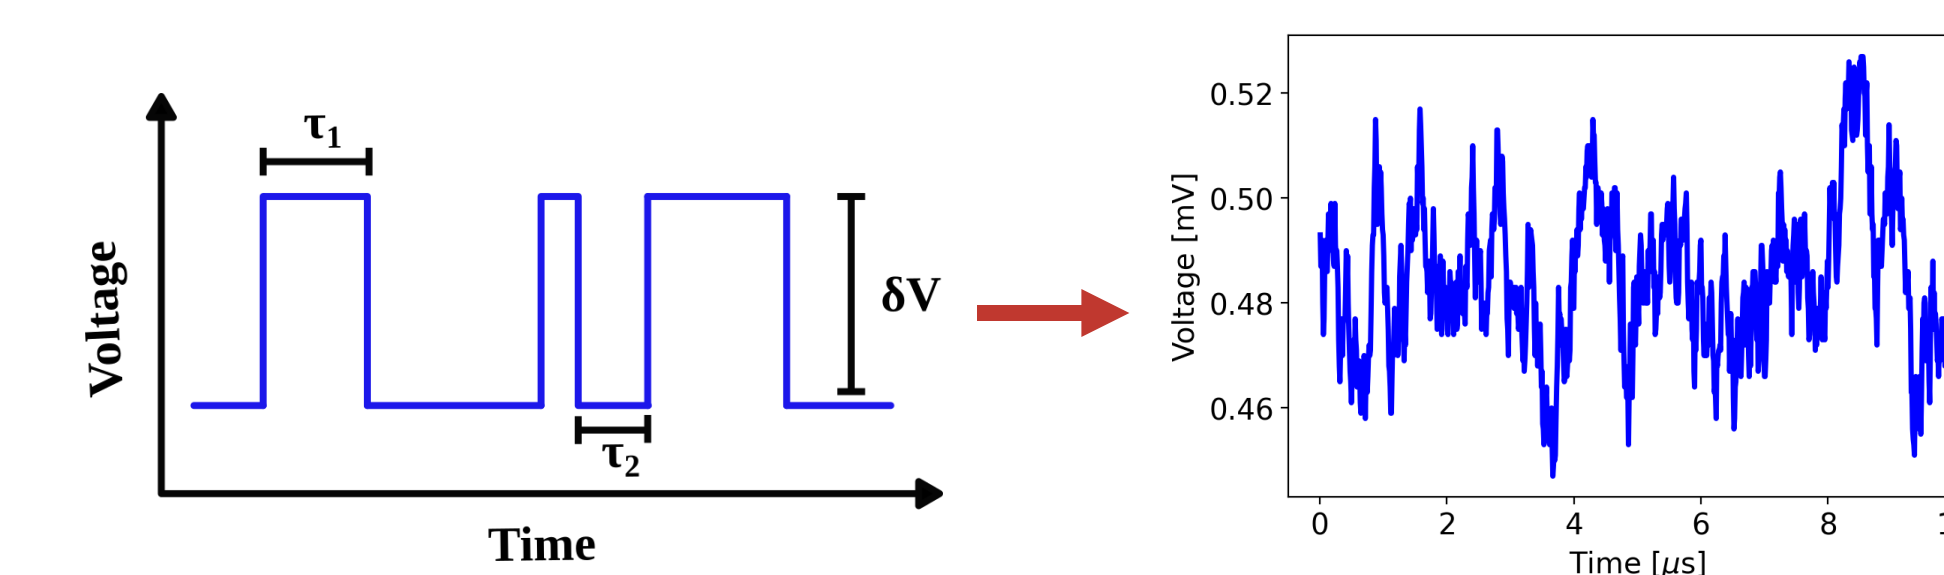 τ1
Voltage
δV
τ2
Time
0.52
0.50
0.48
0.46
Voltage [mV]
0 2 4 6 8
Time [μs]